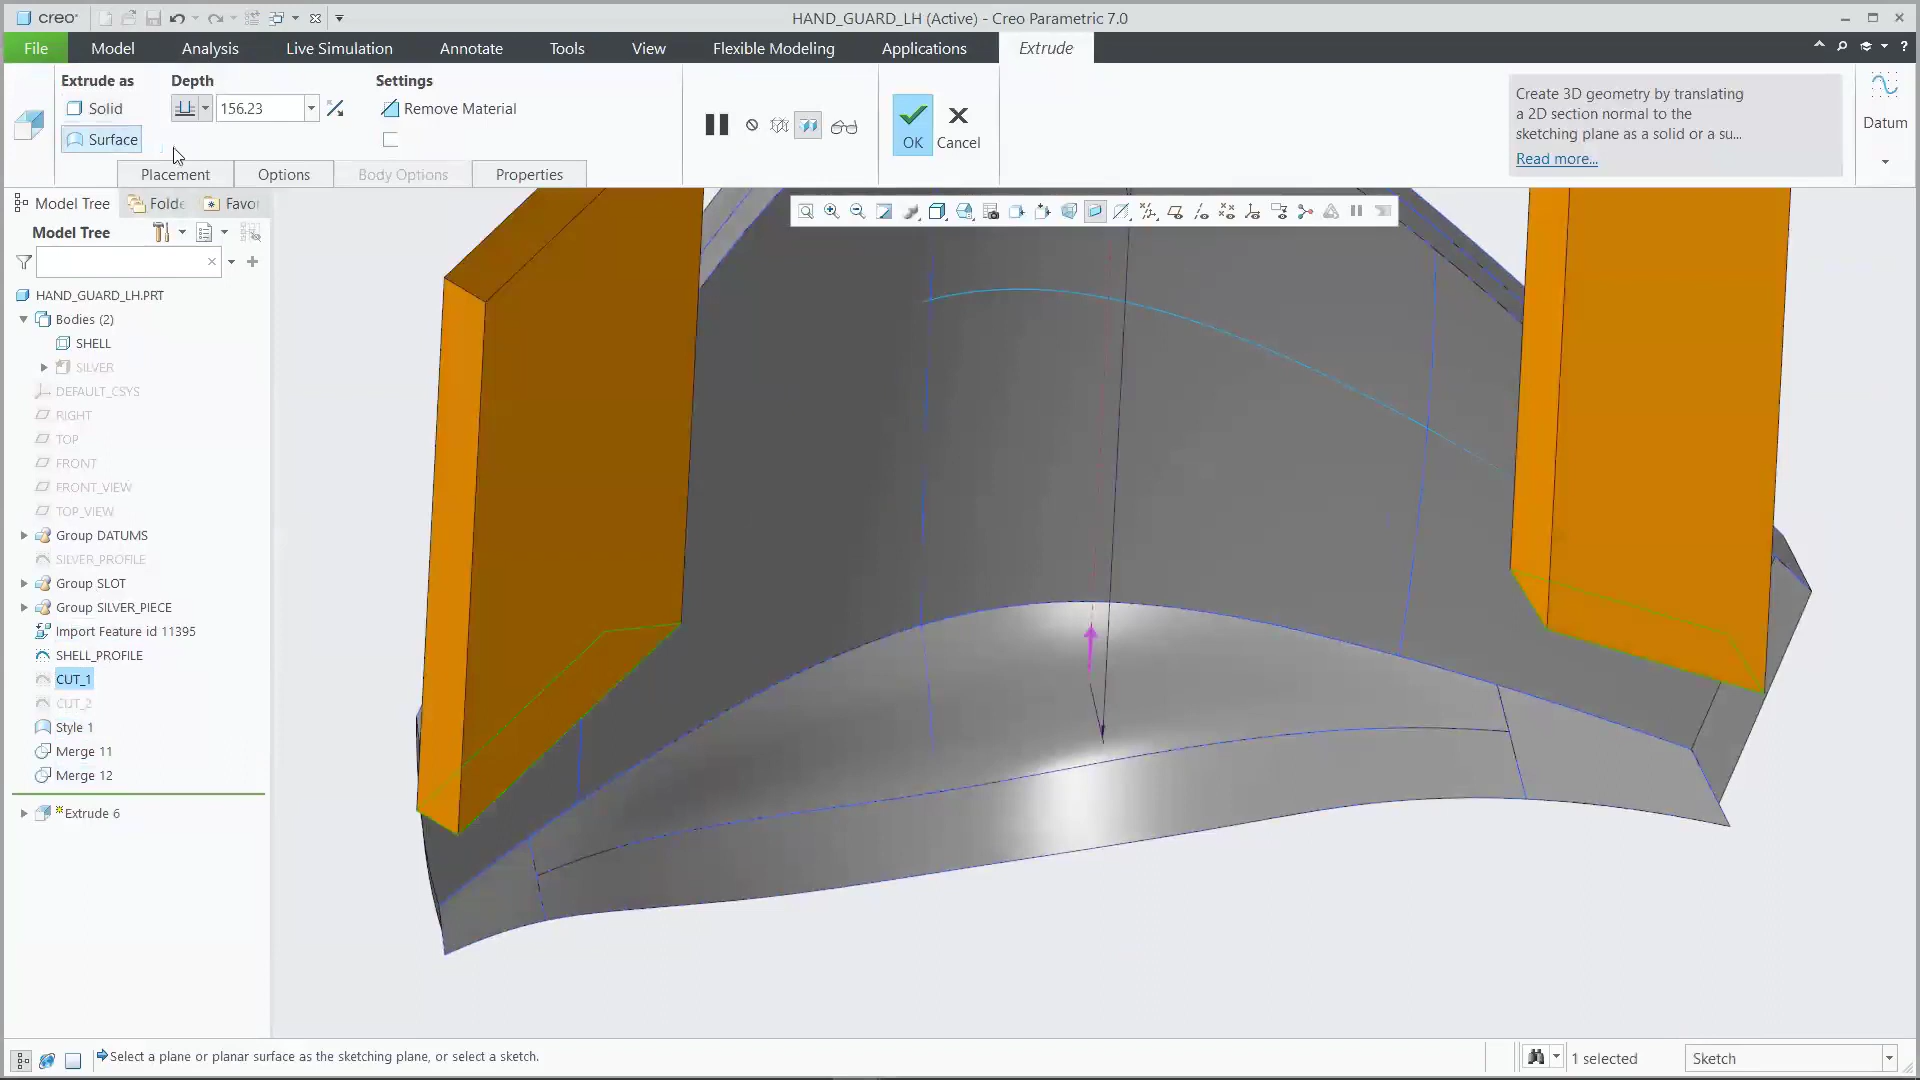 creo
HAND_GUARD_LH (Active) - Creo Parametric 7.0
File Model Analysis Live Simulation Annotate Tools View Flexible Modeling Applications Extrude
Extrude as Depth Settings
Solid 156.23 Remove Material
Surface
OK Cancel
Placement Options Body Options Properties
Create 3D geometry by translating
a 2D section normal to the
sketching plane as a solid or a su...
Read more...
Datum
Model Tree Folde Favor
Model Tree
HAND_GUARD_LH.PRT
Bodies (2)
SHELL
SILVER
DEFAULT_CSYS
RIGHT
TOP
FRONT
FRONT_VIEW
TOP_VIEW
Group DATUMS
SILVER_PROFILE
Group SLOT
Group SILVER_PIECE
Import Feature id 11395
SHELL_PROFILE
CUT_1
CUT_2
Style 1
Merge 11
Merge 12
Extrude 6
Select a plane or planar surface as the sketching plane, or select a sketch.
1 selected
Sketch